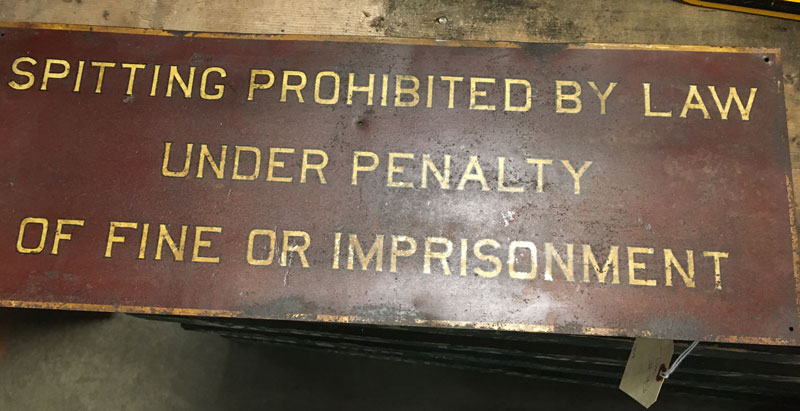 SPITTING PROHIBITED BY LAW
UNDER PENALTY
OF FINE OR IMPRISONMENT